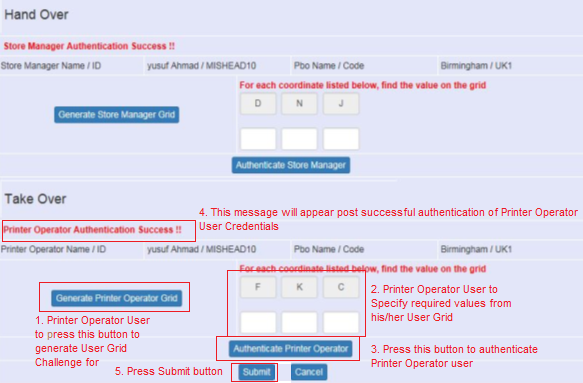 Hand Over
Store Manager Authentication Success !!
Store Manager Name / ID yusuf Ahmad / MISHEAD10 Pbo Name / Code Birmingham / UK1
For each coordinate listed below, find the value on the grid
D N J
Generate Store Manager Grid
Authenticate Store Manager
Take Over
4. This message will appear post successful authentication of Printer Operator
User Credentials
Printer Operator Authentication Success !!
Printer Operator Name / ID yusuf Ahmad / MISHEAD10 Pbo Name / Code Birmingham / UK1
For each coordinate listed below, find the value on the grid
F K C
Generate Printer Operator Grid
2. Printer Operator User to
Specify required values from
his/her User Grid
1. Printer Operator User
to press this button to
generate User Grid
Challenge for
Authenticate Printer Operator
3. Press this button to authenticate
Printer Operator user
5. Press Submit button
Submit Cancel